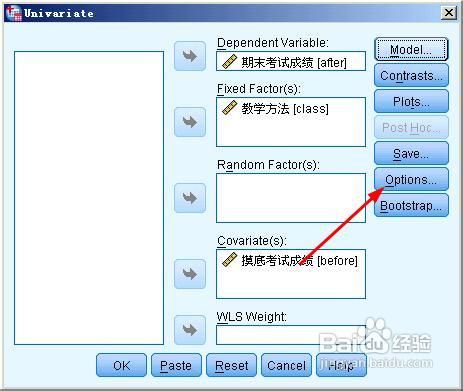 Univariate
Dependent Variable:
期末考试成绩 [after]
Fixed Factor(s):
教学方法 [class]
Random Factor(s):
Covariate(s):
摸底考试成绩 [before]
WLS Weight:
Model...
Contrasts...
Plots...
Post Hoc...
Save...
Options...
Bootstrap...
OK
Paste
Reset
Cancel
Help
Baidu 经验
jingyan.baidu.com